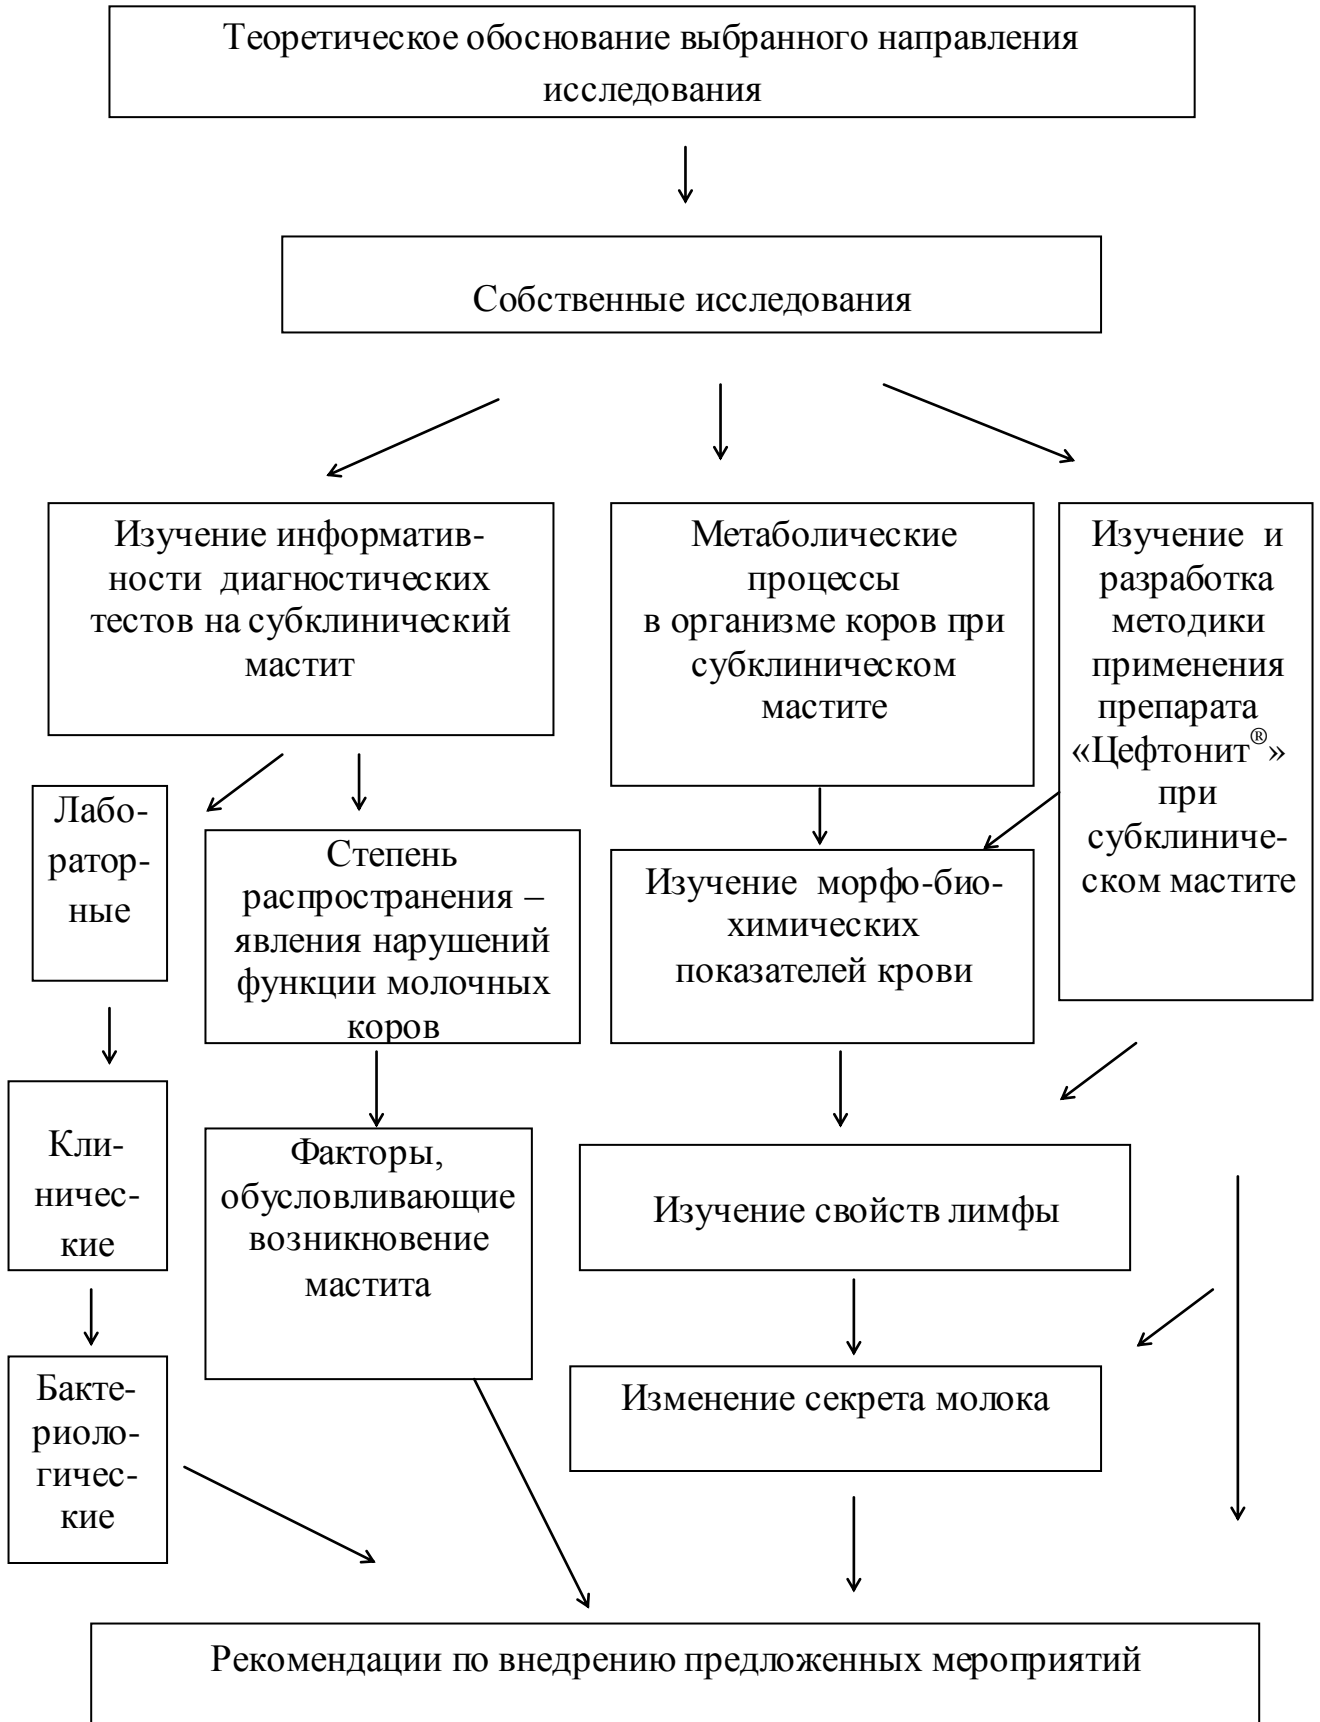 Теоретическое обоснование выбранного направления
исследования
Собственные исследования
Изучение информатив-
ности диагностических
тестов на субклинический
мастит
Метаболические
процессы
в организме коров при
субклиническом
мастите
Изучение и
разработка
методики
применения
препарата
«Цефтонит®»
при
субклиниче-
ском мастите
Лабо-
ратор-
ные
Степень
распространения –
явления нарушений
функции молочных
коров
Изучение морфо-био-
химических
показателей крови
Кли-
ничес-
кие
Факторы,
обусловливающие
возникновение
мастита
Изучение свойств лимфы
Бакте-
риоло-
гичес-
кие
Изменение секрета молока
Рекомендации по внедрению предложенных мероприятий